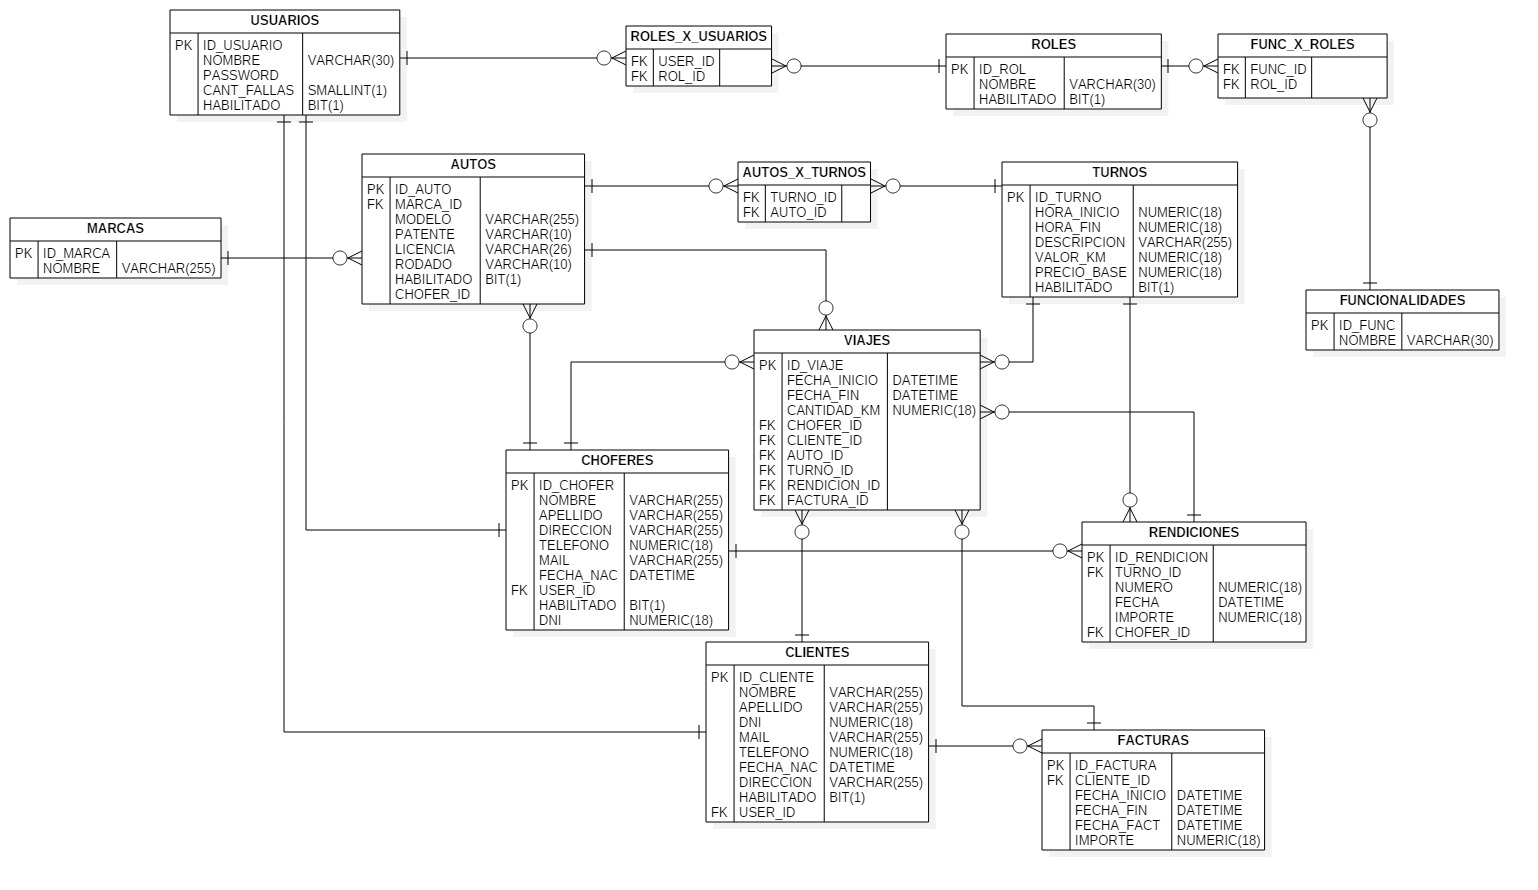 USUARIOS
PK ID_USUARIO
NOMBRE VARCHAR(30)
PASSWORD
CANT_FALLAS SMALLINT(1)
HABILITADO BIT(1)
ROLES_X_USUARIOS
FK USER_ID
FK ROL_ID
ROLES
PK ID_ROL
NOMBRE VARCHAR(30)
HABILITADO BIT(1)
FUNC_X_ROLES
FK FUNC_ID
FK ROL_ID
AUTOS
PK ID_AUTO
FK MARCA_ID
MODELO VARCHAR(255)
PATENTE VARCHAR(10)
LICENCIA VARCHAR(26)
RODADO VARCHAR(10)
HABILITADO BIT(1)
CHOFER_ID
AUTOS_X_TURNOS
FK TURNO_ID
FK AUTO_ID
TURNOS
PK ID_TURNO
HORA_INICIO NUMERIC(18)
HORA_FIN NUMERIC(18)
DESCRIPCION VARCHAR(255)
VALOR_KM NUMERIC(18)
PRECIO_BASE NUMERIC(18)
HABILITADO BIT(1)
MARCAS
PK ID_MARCA
NOMBRE VARCHAR(255)
FUNCIONALIDADES
PK ID_FUNC
NOMBRE VARCHAR(30)
VIAJES
PK ID_VIAJE
FECHA_INICIO DATETIME
FECHA_FIN DATETIME
CANTIDAD_KM NUMERIC(18)
FK CHOFER_ID
FK CLIENTE_ID
FK AUTO_ID
FK TURNO_ID
FK RENDICION_ID
FK FACTURA_ID
CHOFERES
PK ID_CHOFER
NOMBRE VARCHAR(255)
APELLIDO VARCHAR(255)
DIRECCION VARCHAR(255)
TELEFONO NUMERIC(18)
MAIL VARCHAR(255)
FECHA_NAC DATETIME
FK USER_ID
HABILITADO BIT(1)
DNI NUMERIC(18)
RENDICIONES
PK ID_RENDICION
FK TURNO_ID
NUMERO NUMERIC(18)
FECHA DATETIME
IMPORTE NUMERIC(18)
FK CHOFER_ID
CLIENTES
PK ID_CLIENTE
NOMBRE VARCHAR(255)
APELLIDO VARCHAR(255)
DNI NUMERIC(18)
MAIL VARCHAR(255)
TELEFONO NUMERIC(18)
FECHA_NAC DATETIME
DIRECCION VARCHAR(255)
HABILITADO BIT(1)
FK USER_ID
FACTURAS
PK ID_FACTURA
FK CLIENTE_ID
FECHA_INICIO DATETIME
FECHA_FIN DATETIME
FECHA_FACT DATETIME
IMPORTE NUMERIC(18)